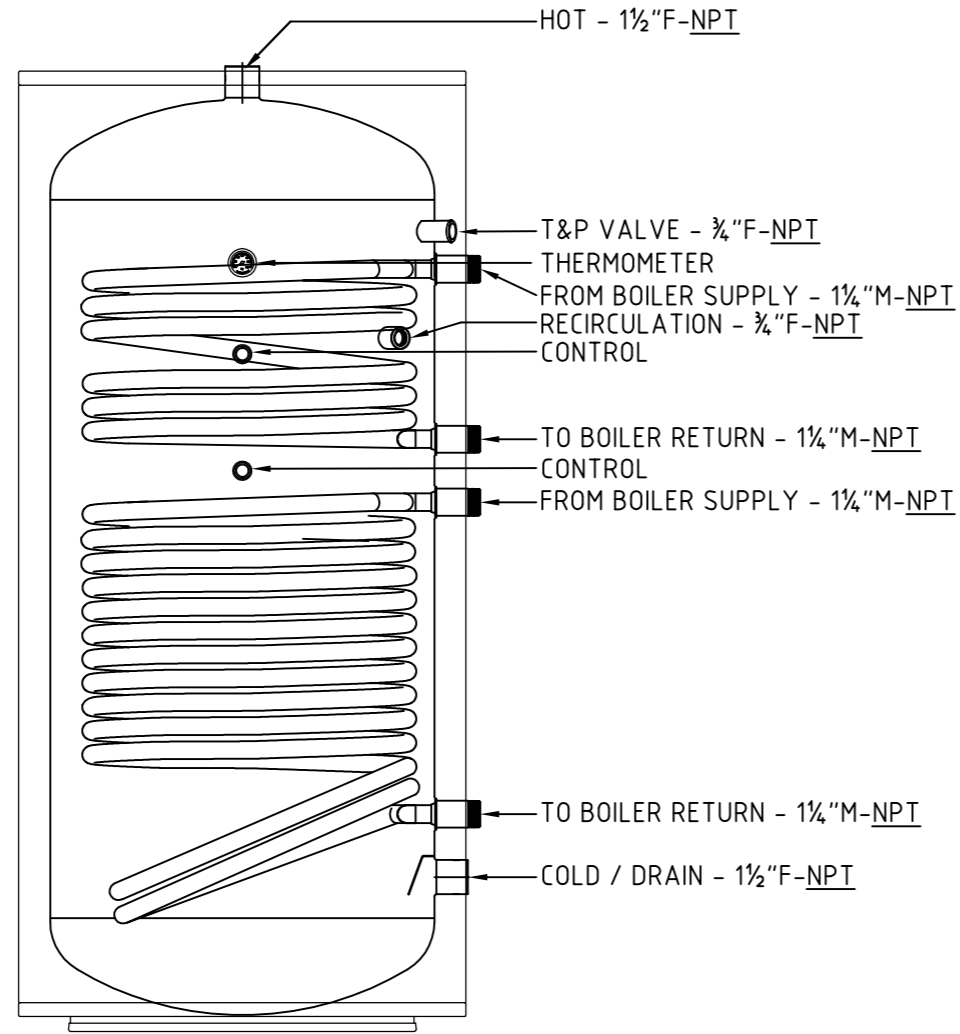 HOT - 1½"F-NPT
T&P VALVE - ¾"F-NPT
THERMOMETER
FROM BOILER SUPPLY - 1¼"M-NPT
RECIRCULATION - ¾"F-NPT
CONTROL
TO BOILER RETURN - 1¼"M-NPT
CONTROL
FROM BOILER SUPPLY - 1¼"M-NPT
TO BOILER RETURN - 1¼"M-NPT
COLD / DRAIN - 1½"F-NPT